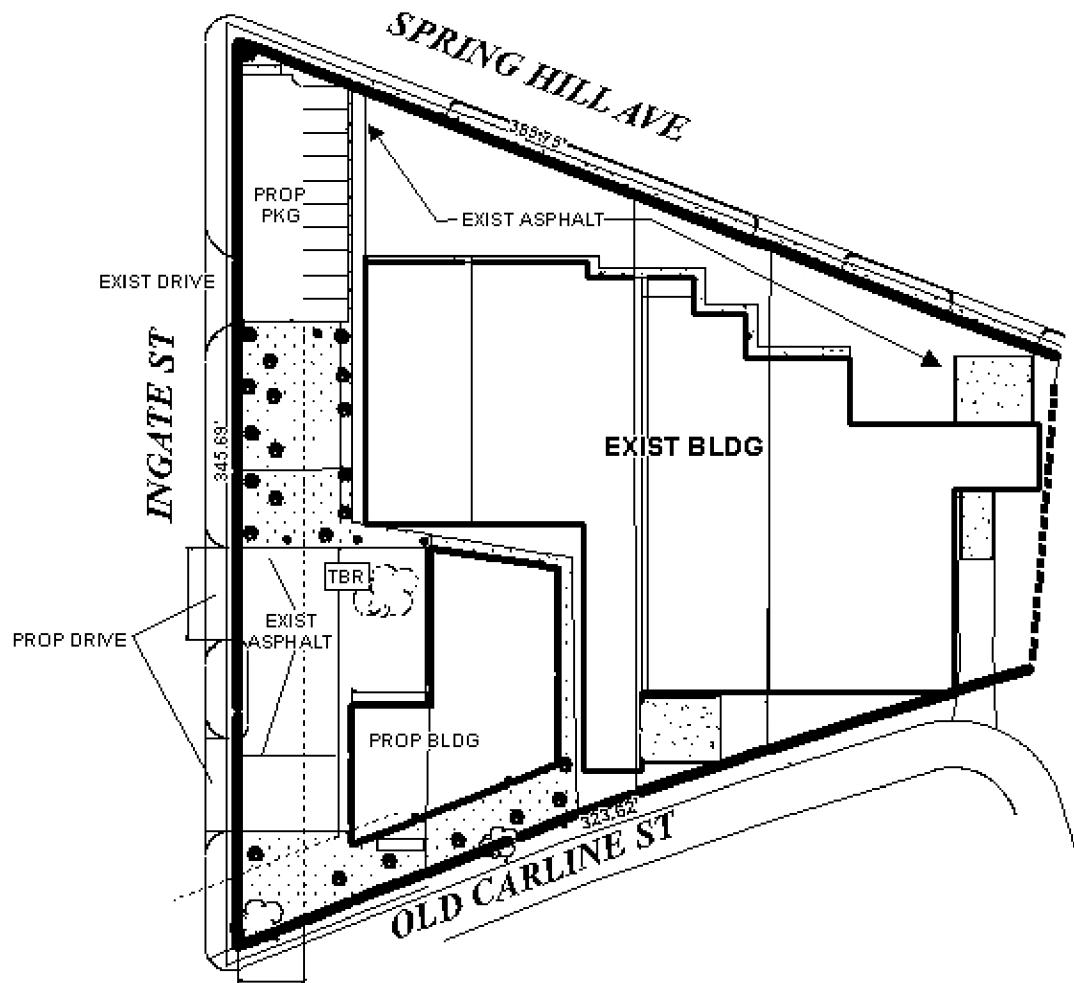 SPRING HILL AVE
PROP
PKG
EXIST ASPHALT
EXIST DRIVE
INGATE ST
345.69'
EXIST BLDG
TBR
EXIST
ASPHALT
PROP DRIVE
PROP BLDG
323.62'
OLD CARLINE ST